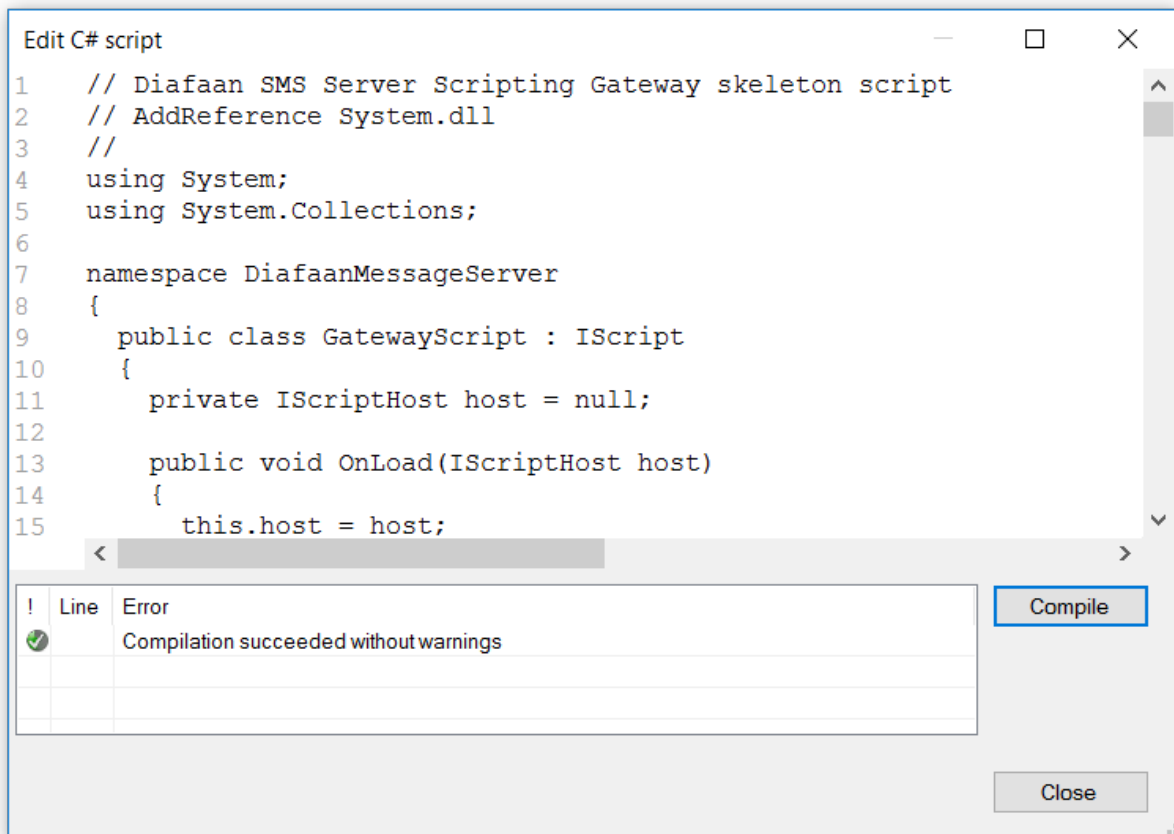 Edit C# script
1 // Diafaan SMS Server Scripting Gateway skeleton script
2 // AddReference System.dll
3 //
4 using System;
5 using System.Collections;
6
7 namespace DiafaanMessageServer
8 {
9   public class GatewayScript : IScript
10   {
11     private IScriptHost host = null;
12
13     public void OnLoad(IScriptHost host)
14     {
15       this.host = host;
! Line Error
Compilation succeeded without warnings
Compile
Close